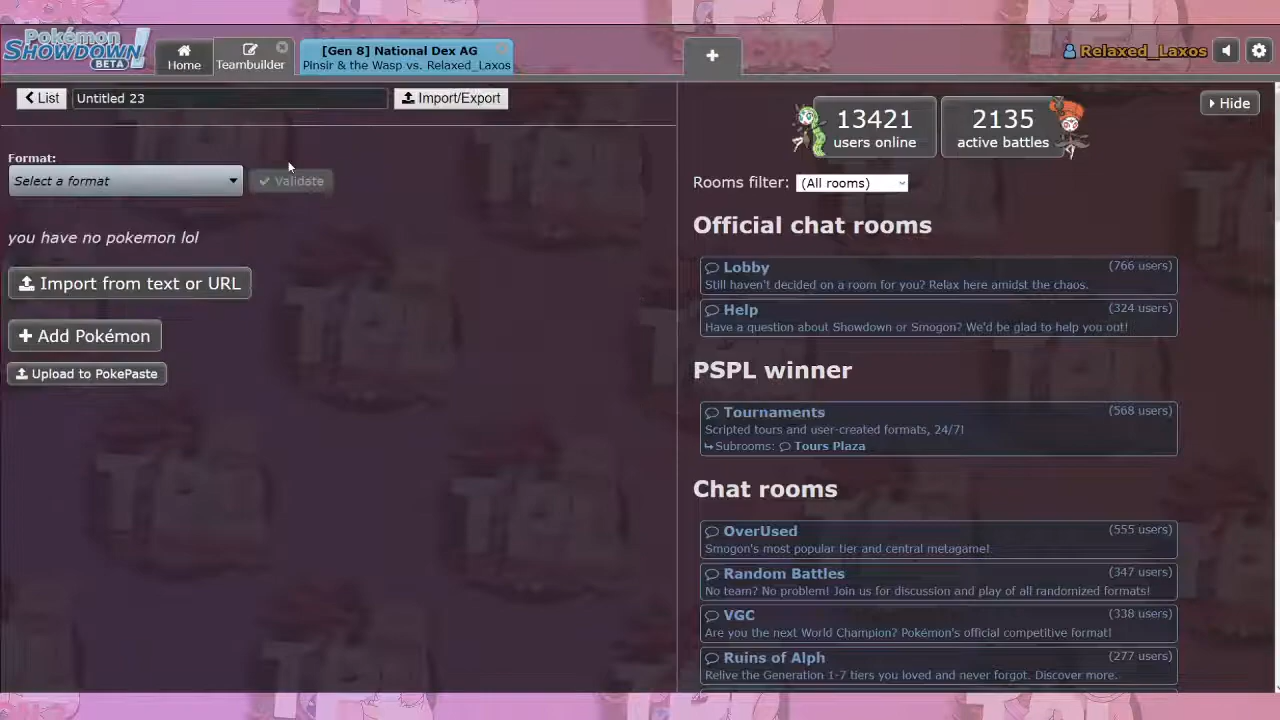 Pokémon
SHOWDOWN!
BETA
Home
Teambuilder
[Gen 8] National Dex AG
Pinsir & the Wasp vs. Relaxed_Laxos
+
Relaxed_Laxos
List
Untitled 23
Import/Export
Format:
Select a format
Validate
you have no pokemon lol
Import from text or URL
Add Pokémon
Upload to PokePaste
13421
users online
2135
active battles
Hide
Rooms filter: (All rooms)
Official chat rooms
Lobby (766 users)
Still haven't decided on a room for you? Relax here amidst the chaos.
Help (324 users)
Have a question about Showdown or Smogon? We'd be glad to help you out!
PSPL winner
Tournaments (568 users)
Scripted tours and user-created formats, 24/7!
Subrooms: Tours Plaza
Chat rooms
OverUsed (555 users)
Smogon's most popular tier and central metagame!
Random Battles (347 users)
No team? No problem! Join us for discussion and play of all randomized formats!
VGC (338 users)
Are you the next World Champion? Pokémon's official competitive format!
Ruins of Alph (277 users)
Relive the Generation 1-7 tiers you loved and never forgot. Discover more.